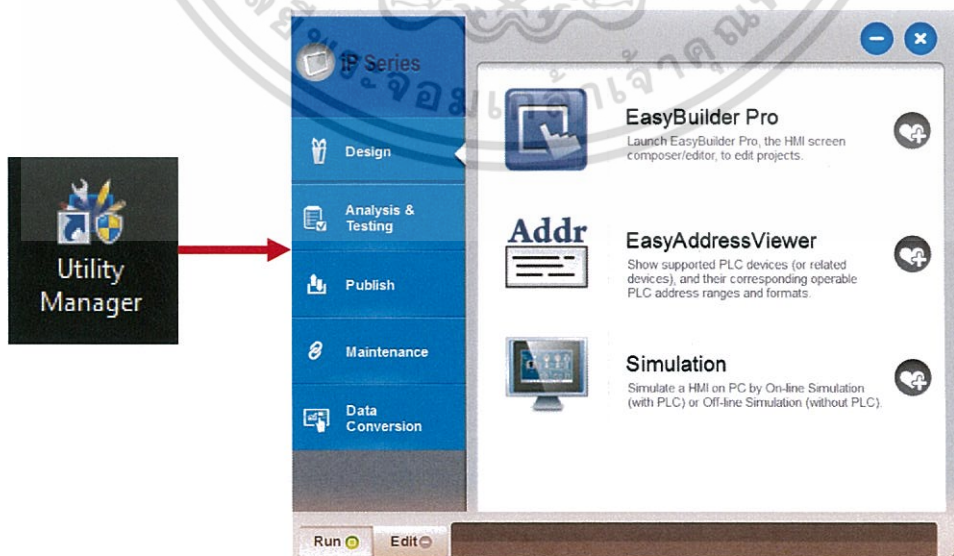 Utility
Manager
iP Series
Design
Analysis &
Testing
Publish
Maintenance
Data
Conversion
EasyBuilder Pro
Launch EasyBuilder Pro, the HMI screen
composer/editor, to edit projects.
Addr
EasyAddressViewer
Show supported PLC devices (or related
devices), and their corresponding operable
PLC address ranges and formats.
Simulation
Simulate a HMI on PC by On-line Simulation
(with PLC) or Off-line Simulation (without PLC).
Run
Edit